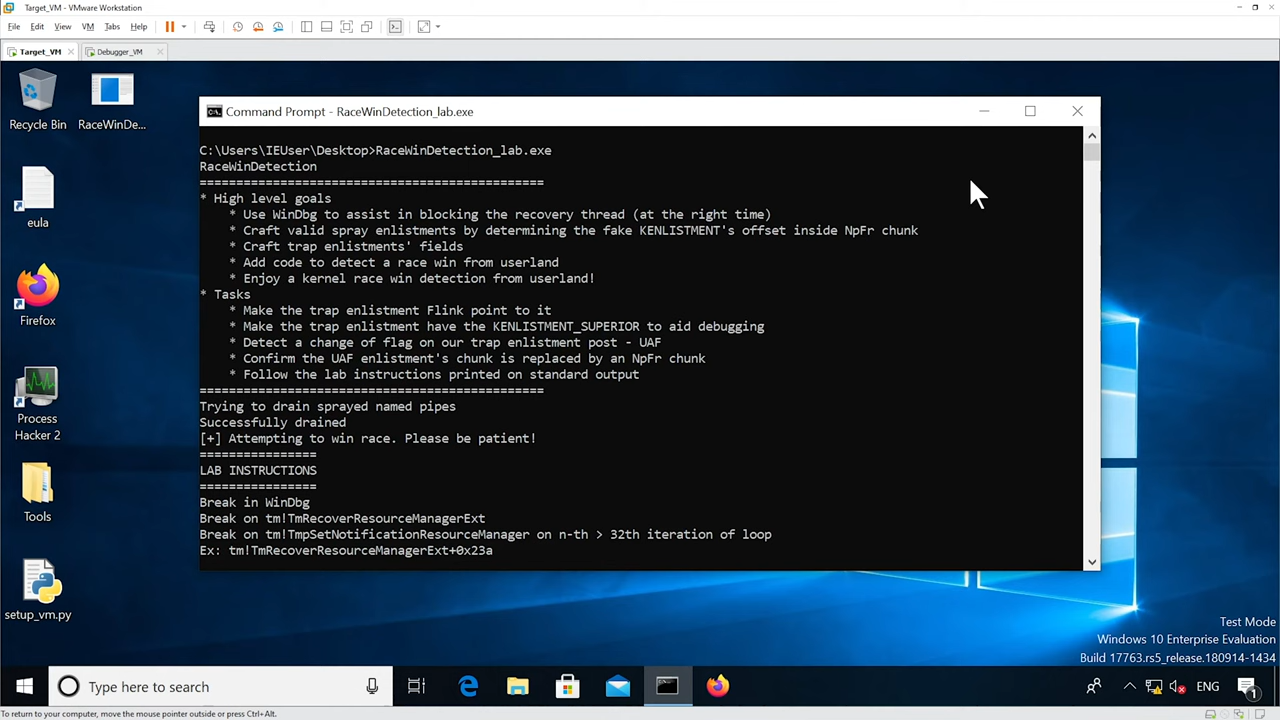 Target_VM - VMware Workstation
File Edit View VM Tabs Help
Target_VM Debugger_VM
Recycle Bin RaceWinDe...
eula
Firefox
Process
Hacker 2
Tools
setup_vm.py
Command Prompt - RaceWinDetection_lab.exe
C:\Users\IEUser\Desktop>RaceWinDetection_lab.exe
RaceWinDetection
===============================================
* High level goals
* Use WinDbg to assist in blocking the recovery thread (at the right time)
* Craft valid spray enlistments by determining the fake KENLISTMENT's offset inside NpFr chunk
* Craft trap enlistments' fields
* Add code to detect a race win from userland
* Enjoy a kernel race win detection from userland!
* Tasks
* Make the trap enlistment Flink point to it
* Make the trap enlistment have the KENLISTMENT_SUPERIOR to aid debugging
* Detect a change of flag on our trap enlistment post - UAF
* Confirm the UAF enlistment's chunk is replaced by an NpFr chunk
* Follow the lab instructions printed on standard output
===============================================
Trying to drain sprayed named pipes
Successfully drained
[+] Attempting to win race. Please be patient!
================
LAB INSTRUCTIONS
================
Break in WinDbg
Break on tm!TmRecoverResourceManagerExt
Break on tm!TmpSetNotificationResourceManager on n-th > 32th iteration of loop
Ex: tm!TmRecoverResourceManagerExt+0x23a
Test Mode
Windows 10 Enterprise Evaluation
Build 17763.rs5_release.180914-1434
Type here to search
ENG
1
To return to your computer, move the mouse pointer outside or press Ctrl+Alt.